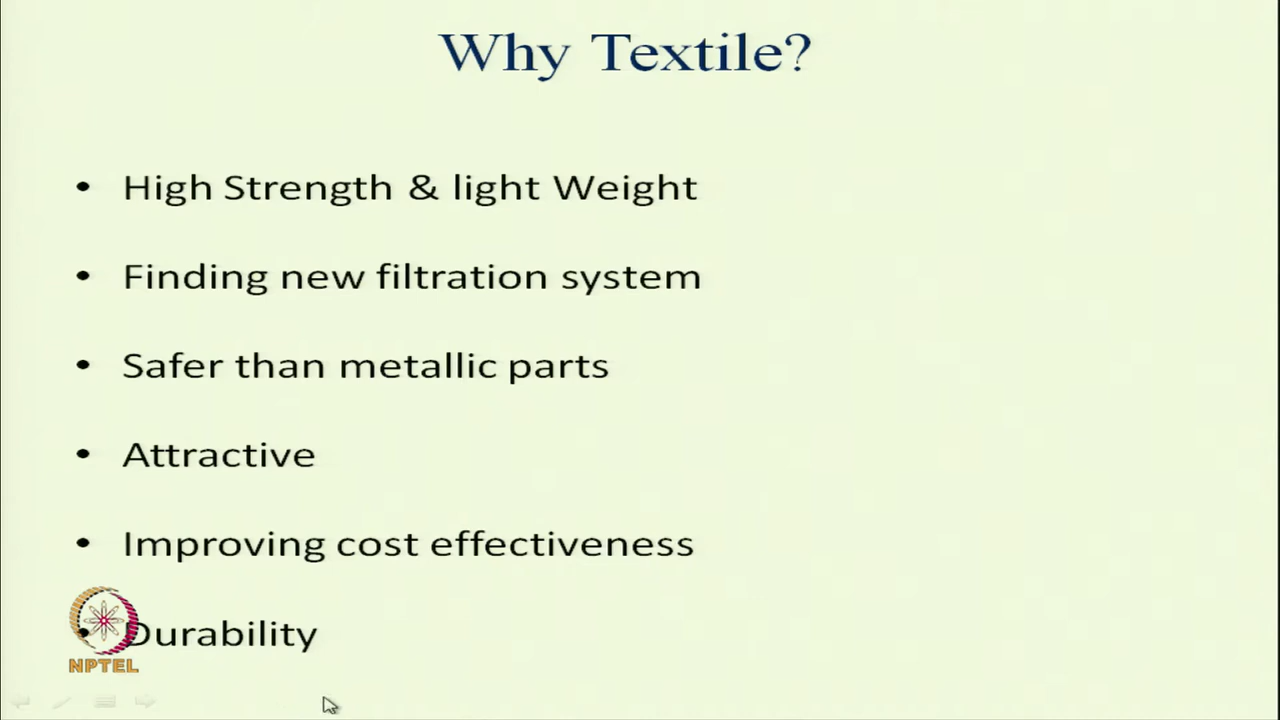 Why Textile?
• High Strength & light Weight
• Finding new filtration system
• Safer than metallic parts
• Attractive
• Improving cost effectiveness
• Durability
NPTEL